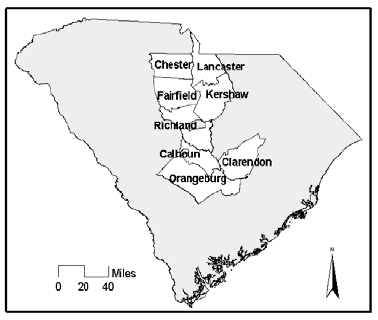 Chester Lancaster
Fairfield Kershaw
Richland
Calhoun
Clarendon
Orangeburg
N
Miles
0 20 40